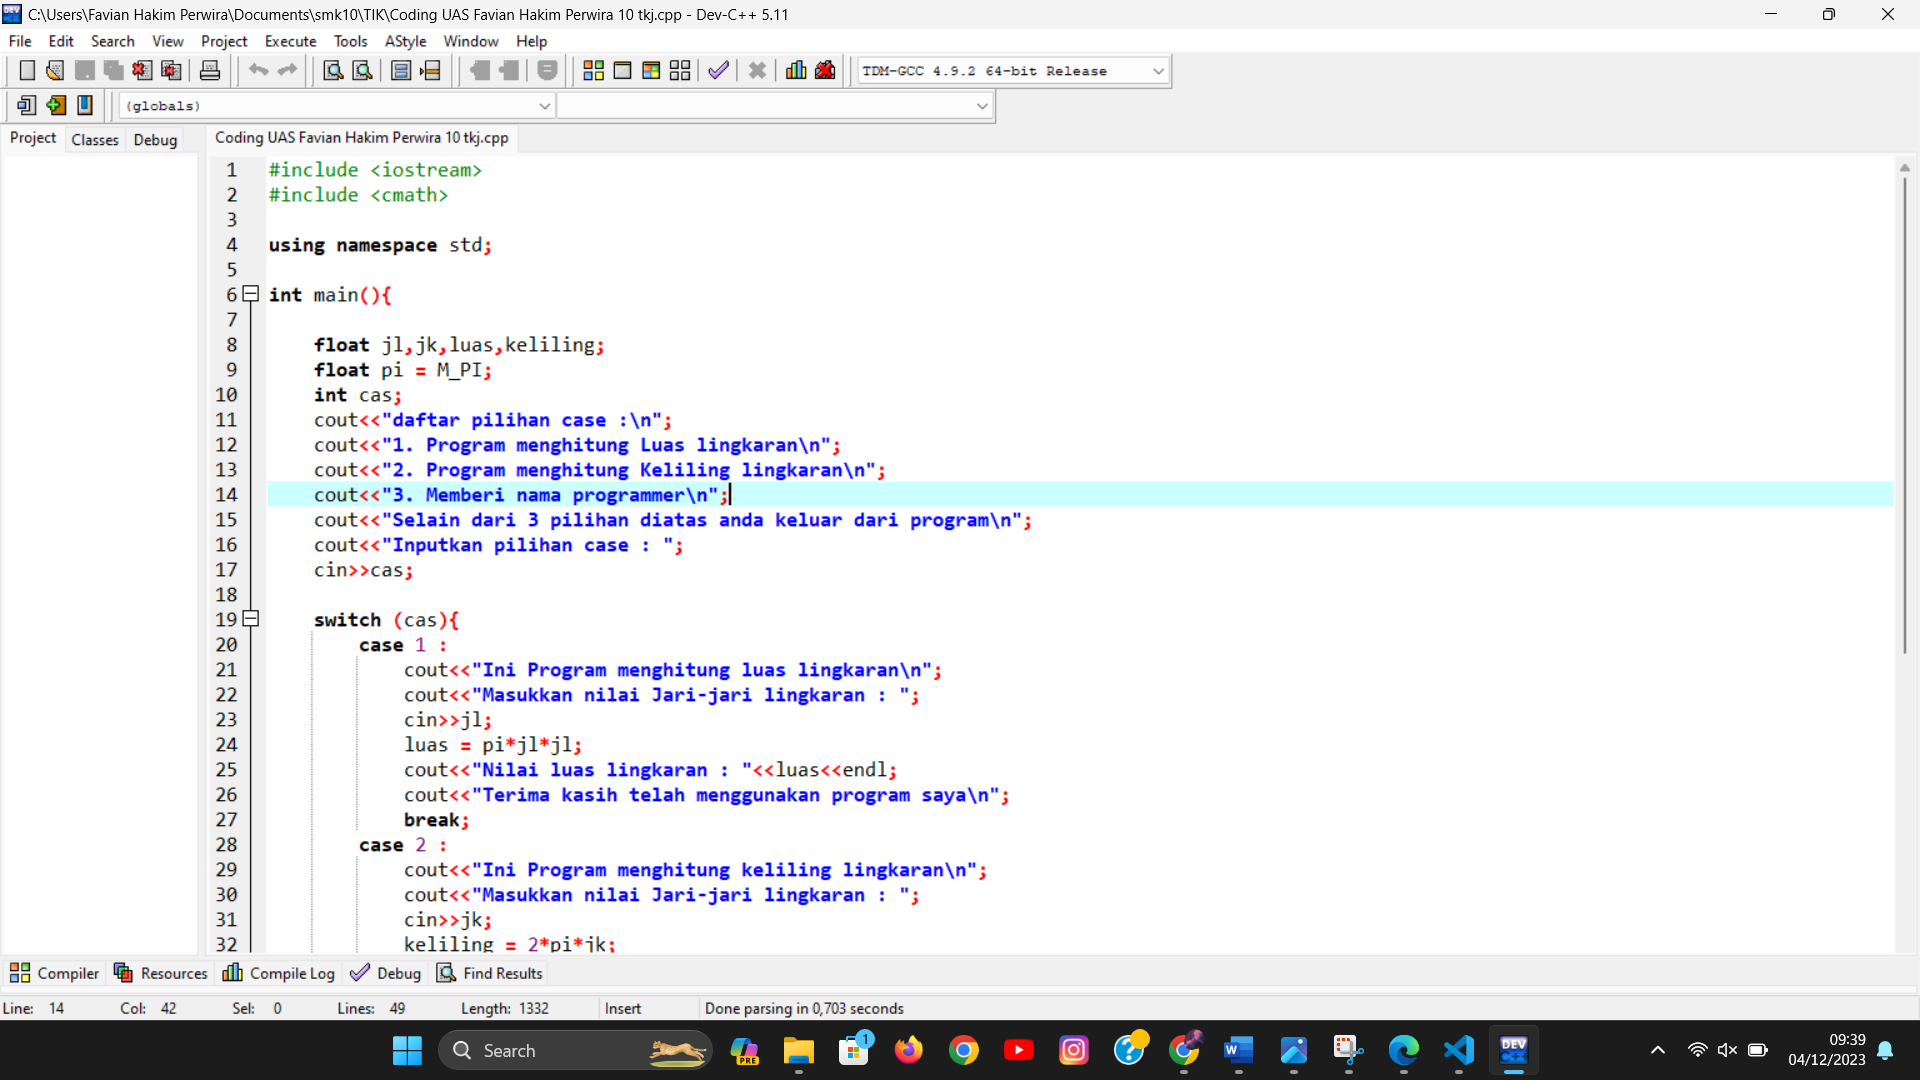 C:\Users\Favian Hakim Perwira\Documents\smk10\TIK\Coding UAS Favian Hakim Perwira 10 tkj.cpp - Dev-C++ 5.11
File Edit Search View Project Execute Tools AStyle Window Help
TDM-GCC 4.9.2 64-bit Release
(globals)
Project Classes Debug
Coding UAS Favian Hakim Perwira 10 tkj.cpp
1 #include <iostream>
2 #include <cmath>
3
4 using namespace std;
5
6 int main(){
7
8 float jl,jk,luas,keliling;
9 float pi = M_PI;
10 int cas;
11 cout<<"daftar pilihan case :\n";
12 cout<<"1. Program menghitung Luas lingkaran\n";
13 cout<<"2. Program menghitung Keliling lingkaran\n";
14 cout<<"3. Memberi nama programmer\n";
15 cout<<"Selain dari 3 pilihan diatas anda keluar dari program\n";
16 cout<<"Inputkan pilihan case : ";
17 cin>>cas;
18
19 switch (cas){
20 case 1 :
21 cout<<"Ini Program menghitung luas lingkaran\n";
22 cout<<"Masukkan nilai Jari-jari lingkaran : ";
23 cin>>jl;
24 luas = pi*jl*jl;
25 cout<<"Nilai luas lingkaran : "<<luas<<endl;
26 cout<<"Terima kasih telah menggunakan program saya\n";
27 break;
28 case 2 :
29 cout<<"Ini Program menghitung keliling lingkaran\n";
30 cout<<"Masukkan nilai Jari-jari lingkaran : ";
31 cin>>jk;
32 keliling = 2*pi*jk;
Compiler Resources Compile Log Debug Find Results
Line: 14 Col: 42 Sel: 0 Lines: 49 Length: 1332 Insert Done parsing in 0,703 seconds
Search
PRE
1
DEV C++
09:39
04/12/2023